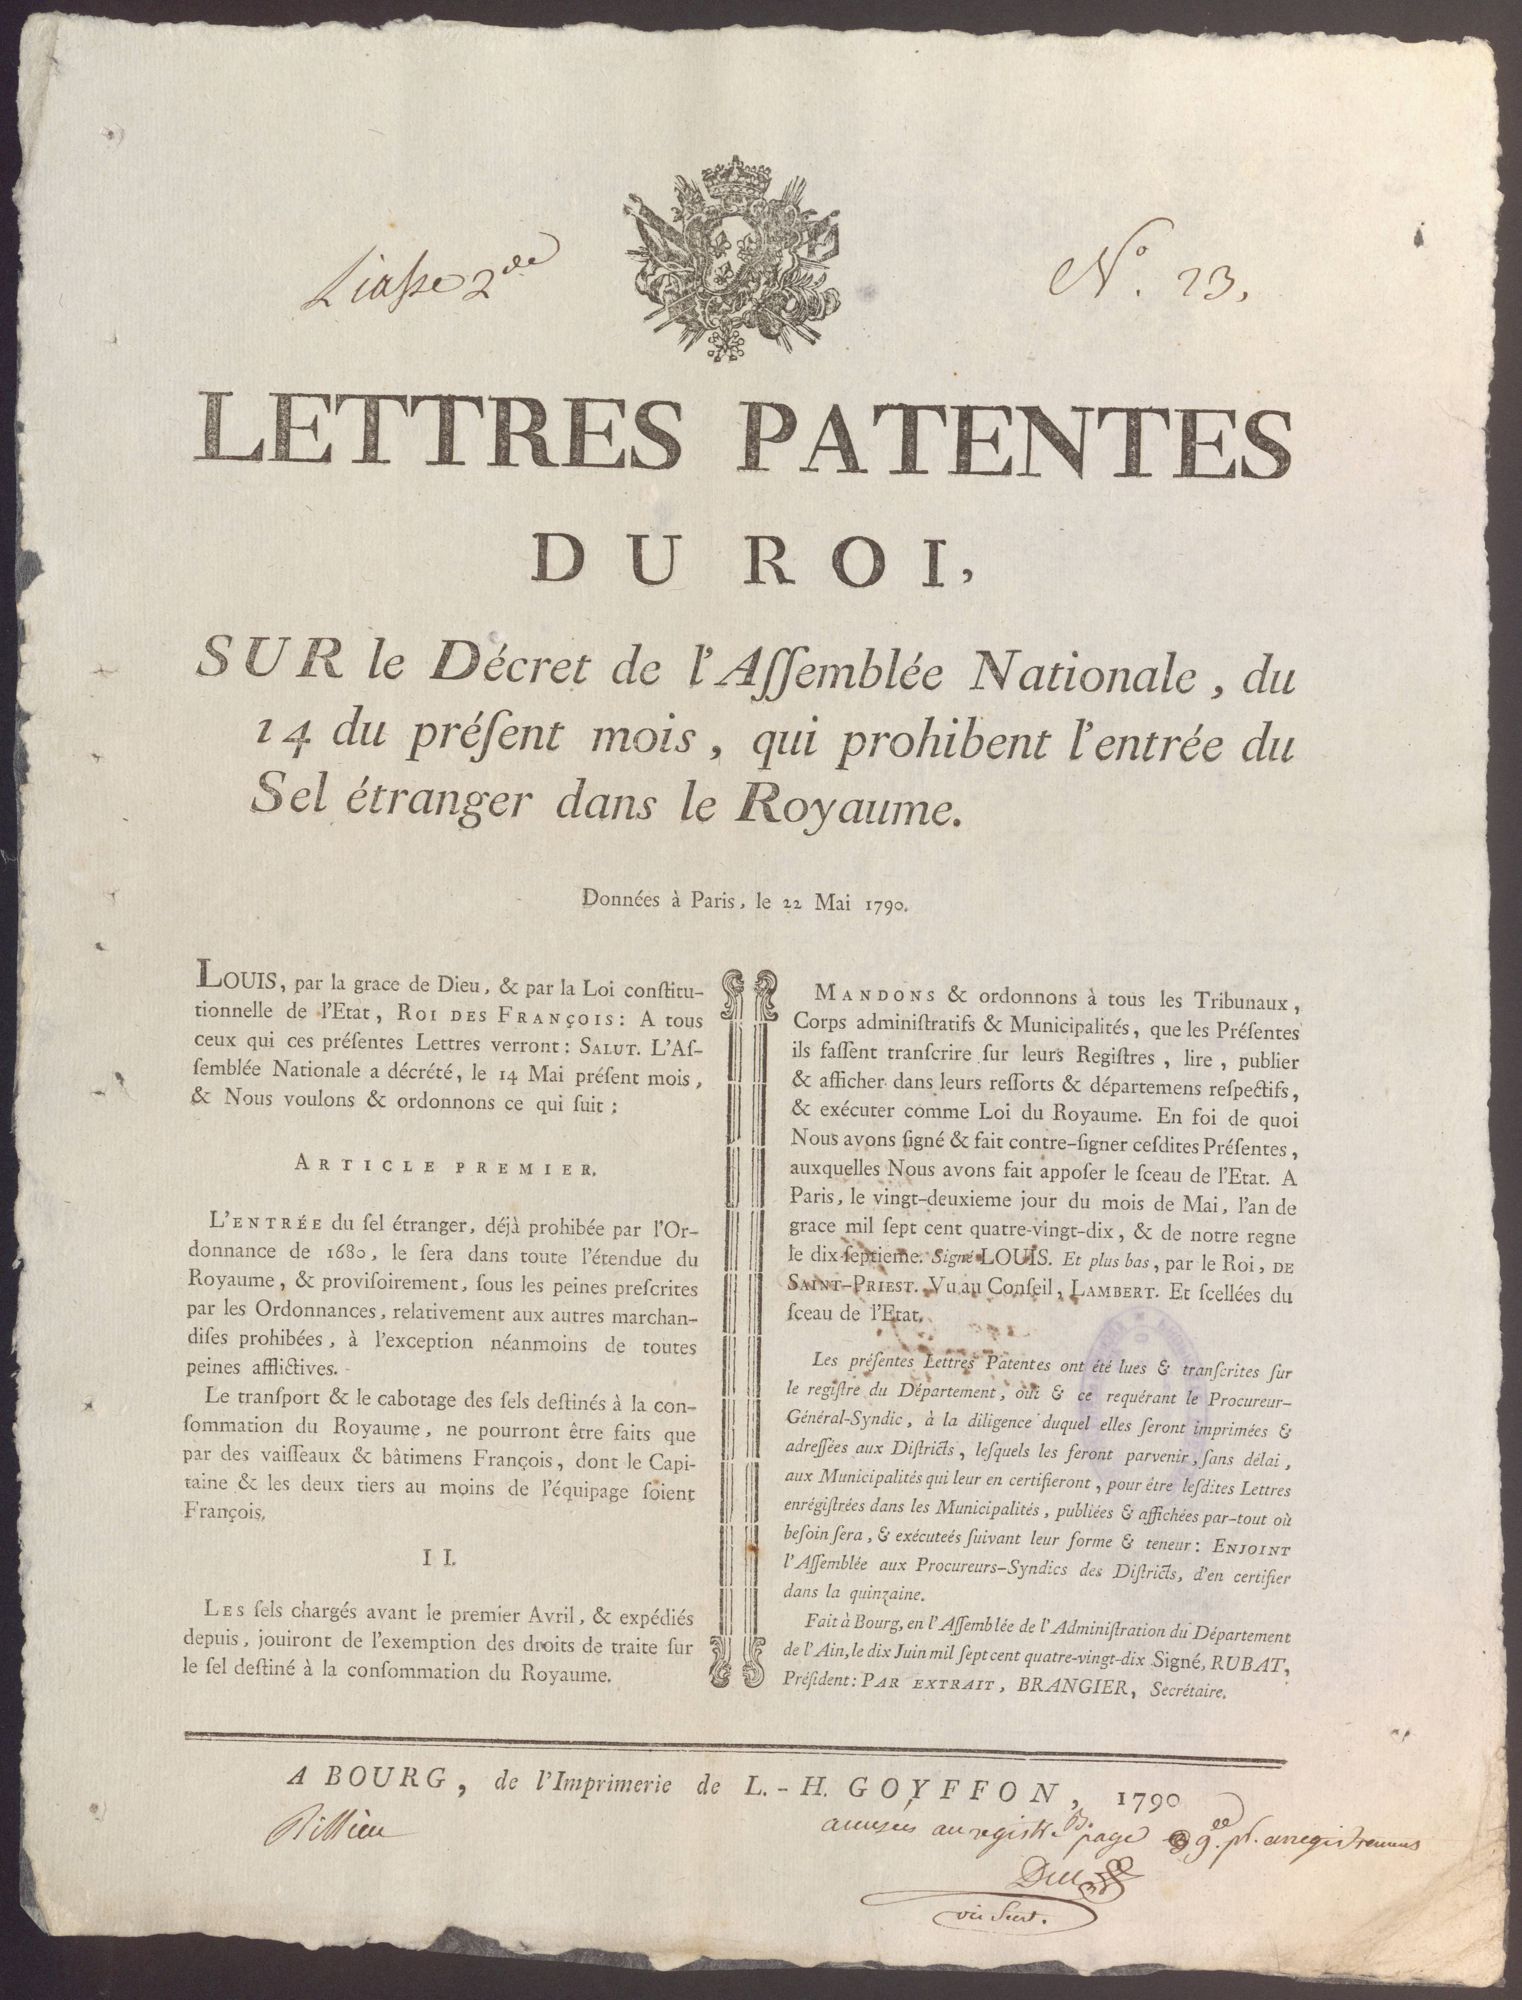 Liasse 2de
No. 23,
LETTRES PATENTES
DU ROI,
SUR le Décret de l'Aſſemblée Nationale, du
14 du préſent mois, qui prohibent l'entrée du
Sel étranger dans le Royaume.
Données à Paris, le 22 Mai 1790.
LOUIS, par la grace de Dieu, & par la Loi conſtitu-
tionnelle de l'Etat, ROI DES FRANÇOIS: A tous
ceux qui ces préſentes Lettres verront: SALUT. L'Aſ-
ſemblée Nationale a décrété, le 14 Mai préſent mois,
& Nous voulons & ordonnons ce qui ſuit:
ARTICLE PREMIER.
L'ENTRÉE du ſel étranger, déjà prohibée par l'Or-
donnance de 1680, le ſera dans toute l'étendue du
Royaume, & proviſoirement, ſous les peines preſcrites
par les Ordonnances, relativement aux autres marchan-
diſes prohibées, à l'exception néanmoins de toutes
peines afflictives.
Le tranſport & le cabotage des ſels deſtinés à la con-
ſommation du Royaume, ne pourront être faits que
par des vaiſſeaux & bâtimens François, dont le Capi-
taine & les deux tiers au moins de l'équipage ſoient
François.
II.
LES ſels chargés avant le premier Avril, & expédiés
depuis, jouiront de l'exemption des droits de traite ſur
le ſel deſtiné à la conſommation du Royaume.
MANDONS & ordonnons à tous les Tribunaux,
Corps adminiſtratifs & Municipalités, que les Préſentes
ils faſſent tranſcrire ſur leurs Regiſtres, lire, publier
& afficher dans leurs reſſorts & départemens reſpectifs,
& exécuter comme Loi du Royaume. En foi de quoi
Nous avons ſigné & fait contre-ſigner ceſdites Préſentes,
auxquelles Nous avons fait appoſer le ſceau de l'Etat. A
Paris, le vingt-deuxieme jour du mois de Mai, l'an de
grace mil ſept cent quatre-vingt-dix, & de notre regne
le dix-ſeptieme. Signé LOUIS. Et plus bas, par le Roi, DE
SAINT-PRIEST. Vu au Conſeil, LAMBERT. Et ſcellées du
ſceau de l'Etat.
Les préſentes Lettres Patentes ont été lues & tranſcrites ſur
le regiſtre du Département, oui & ce requérant le Procureur-
Général-Syndic, à la diligence duquel elles ſeront imprimées &
adreſſées aux Diſtricts, leſquels les feront parvenir, ſans délai,
aux Municipalités qui leur en certifieront, pour être leſdites Lettres
enrégiſtrées dans les Municipalités, publiées & affichées par-tout où
beſoin ſera, & exécuteés ſuivant leur forme & teneur: ENJOINT
l'Aſſemblée aux Procureurs-Syndics des Diſtricts, d'en certifier
dans la quinzaine.
Fait à Bourg, en l'Aſſemblée de l'Adminiſtration du Département
de l'Ain, le dix Juin mil ſept cent quatre-vingt-dix Signé, RUBAT,
Préſident: PAR EXTRAIT, BRANGIER, Secrétaire.
A BOURG, de l'Imprimerie de L.-H. GOYFFON, 1790
au registre B. page